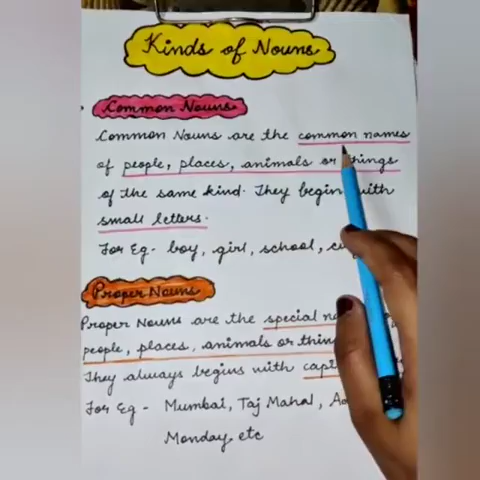 Kinds of Nouns
Common Nouns
Common Nouns are the common names
of people, places, animals or things
of the same kind. They begin with
small letters.
For Eg- boy, girl, school,
Proper Nouns
Proper Nouns are the special
people, places, animals or
They always begins with
For Eg - Mumbai, Taj Mahal,
Monday etc